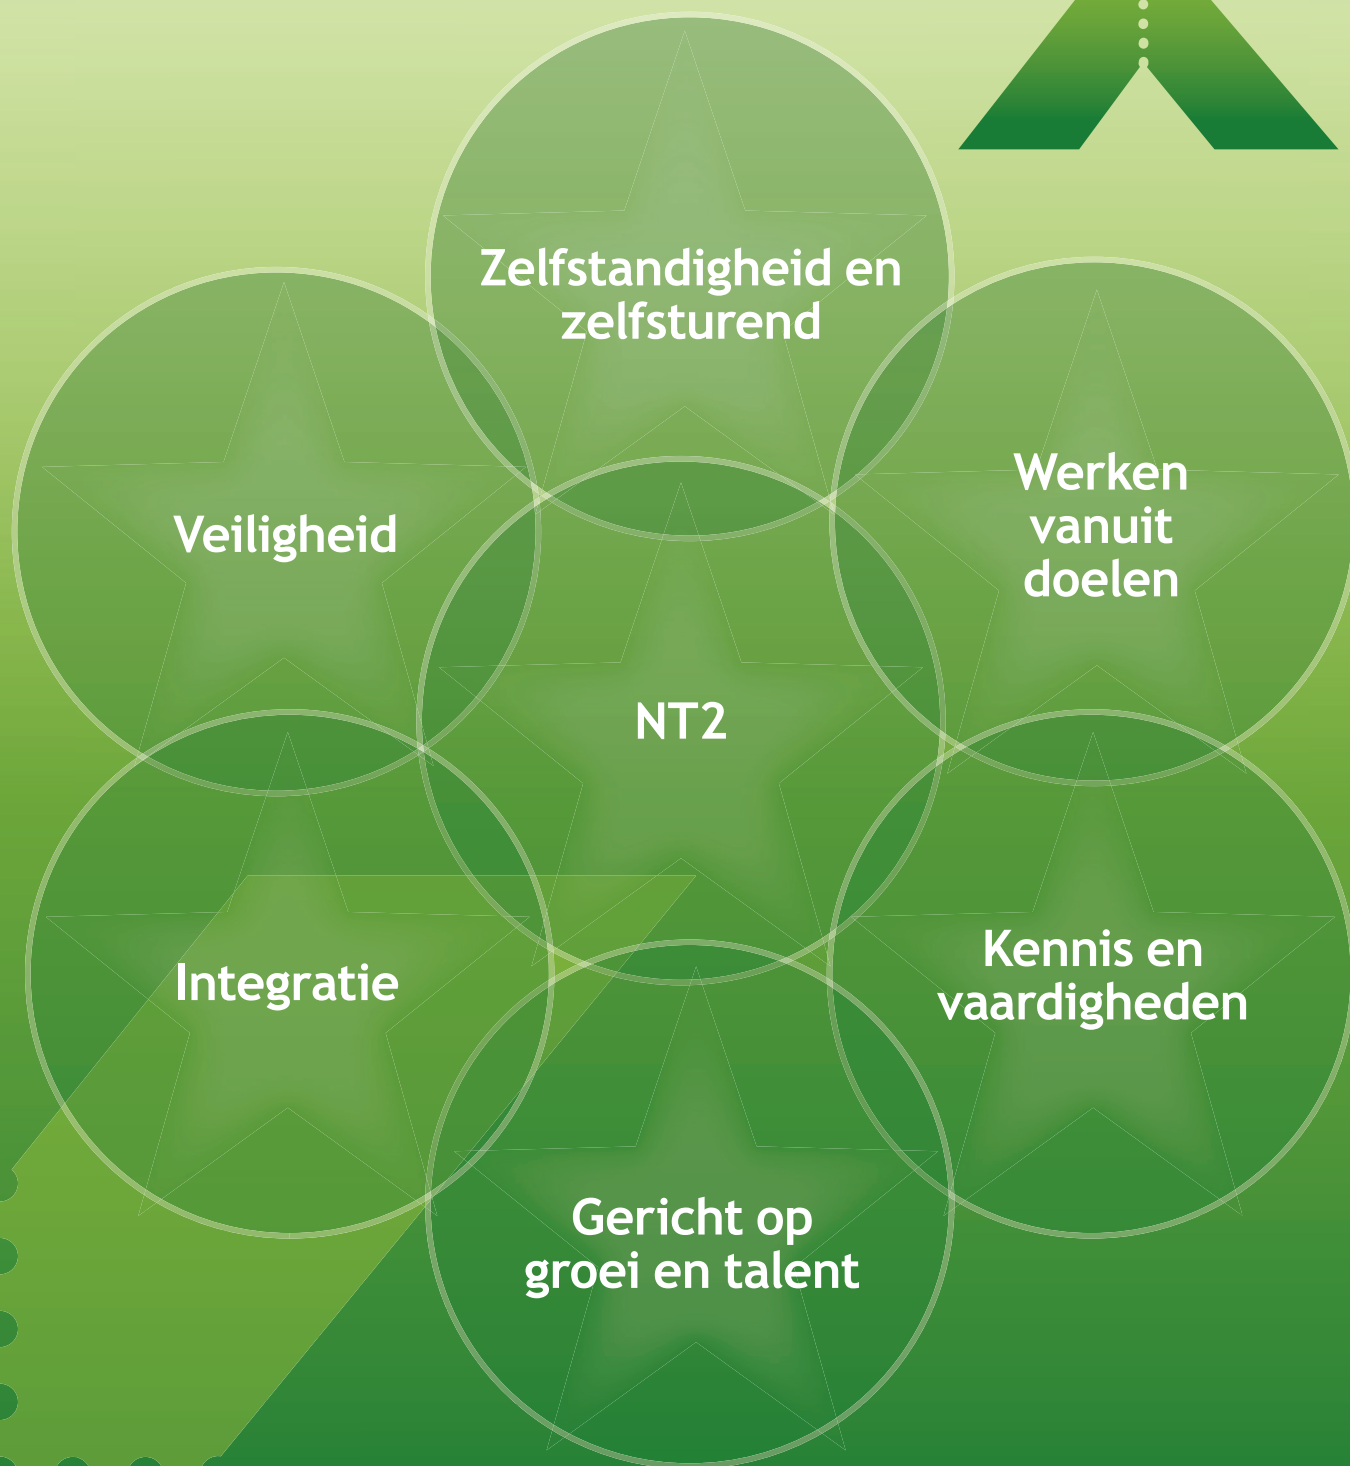 Zelfstandigheid en
zelfsturend
Werken
vanuit
doelen
Veiligheid
NT2
Kennis en
vaardigheden
Integratie
Gericht op
groei en talent